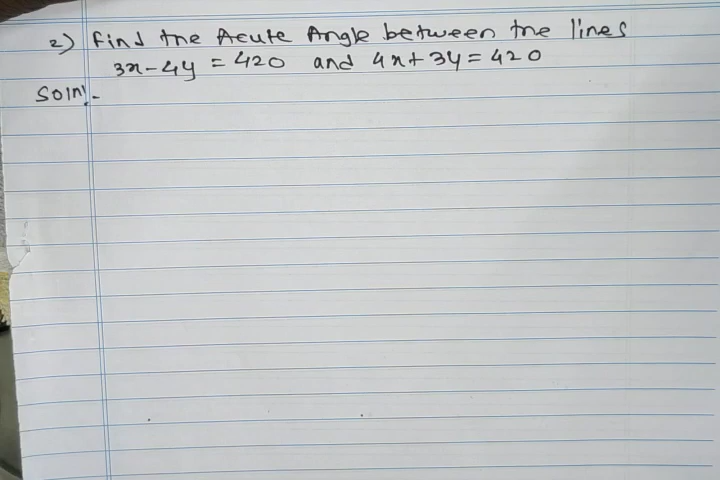 2) Find the Acute Angle between the lines
3x-4y = 420 and 4x+3y = 420
Soln:-